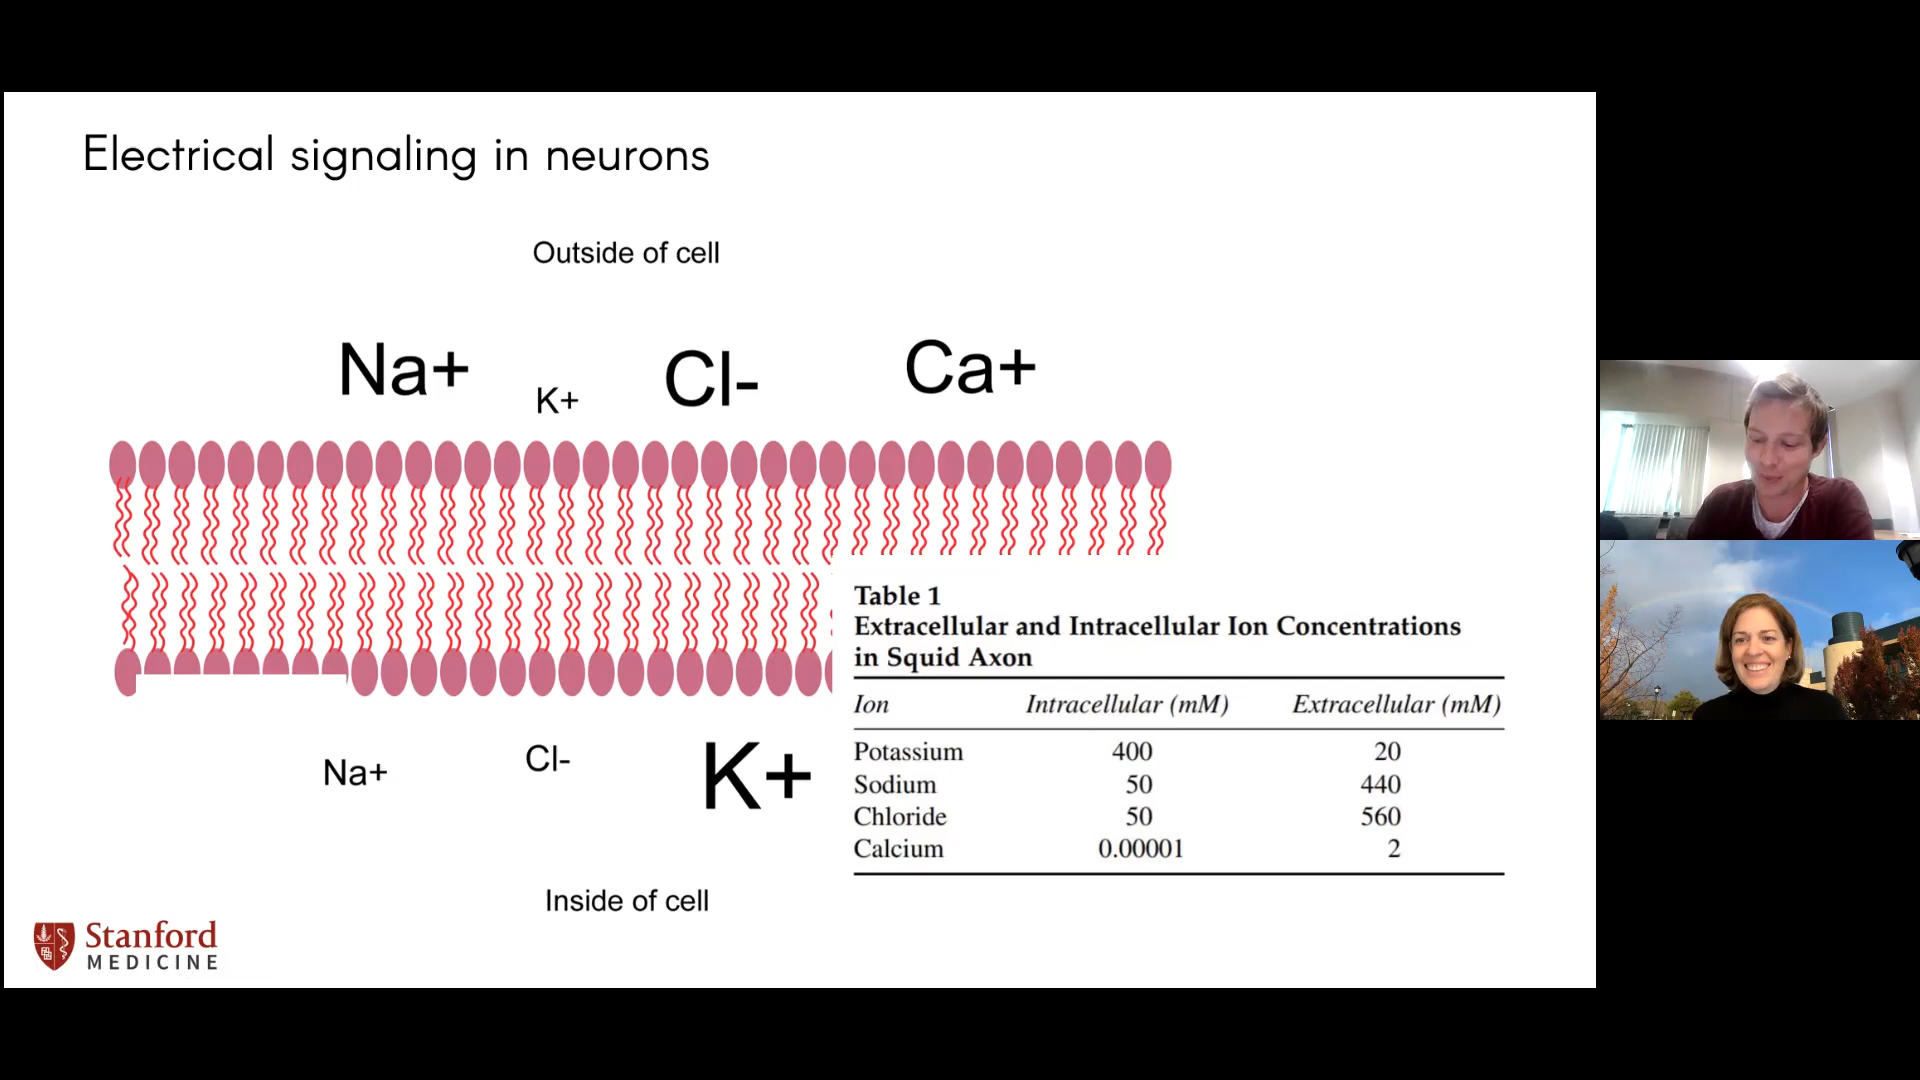 Electrical signaling in neurons
Outside of cell
Na+
K+
Cl-
Ca+
Na+
Cl-
K+
Inside of cell
Table 1
Extracellular and Intracellular Ion Concentrations
in Squid Axon
Ion Intracellular (mM) Extracellular (mM)
Potassium 400 20
Sodium 50 440
Chloride 50 560
Calcium 0.00001 2
Stanford
MEDICINE